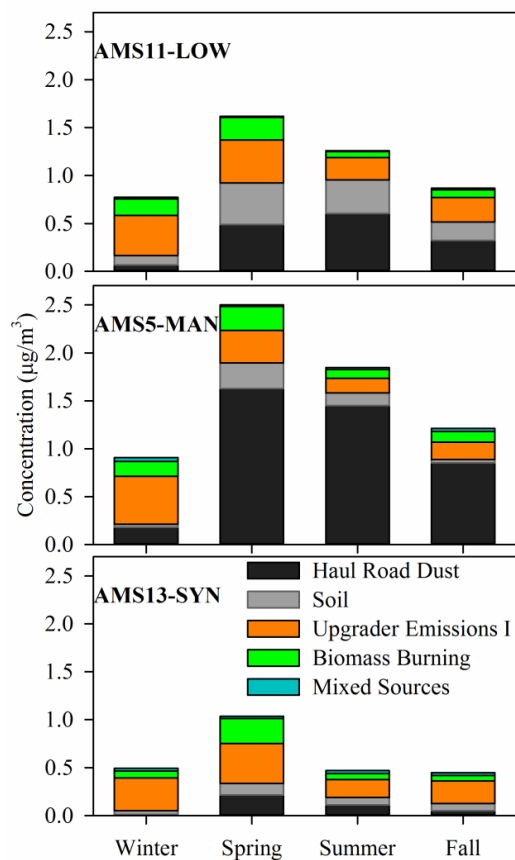 2.5
AMS11-LOW
2.0
1.5
1.0
0.5
0.0
2.5
AMS5-MAN
2.0
1.5
1.0
0.5
0.0
Concentration (µg/m³)
2.5
AMS13-SYN
2.0
1.5
1.0
0.5
0.0
Haul Road Dust
Soil
Upgrader Emissions I
Biomass Burning
Mixed Sources
Winter Spring Summer Fall